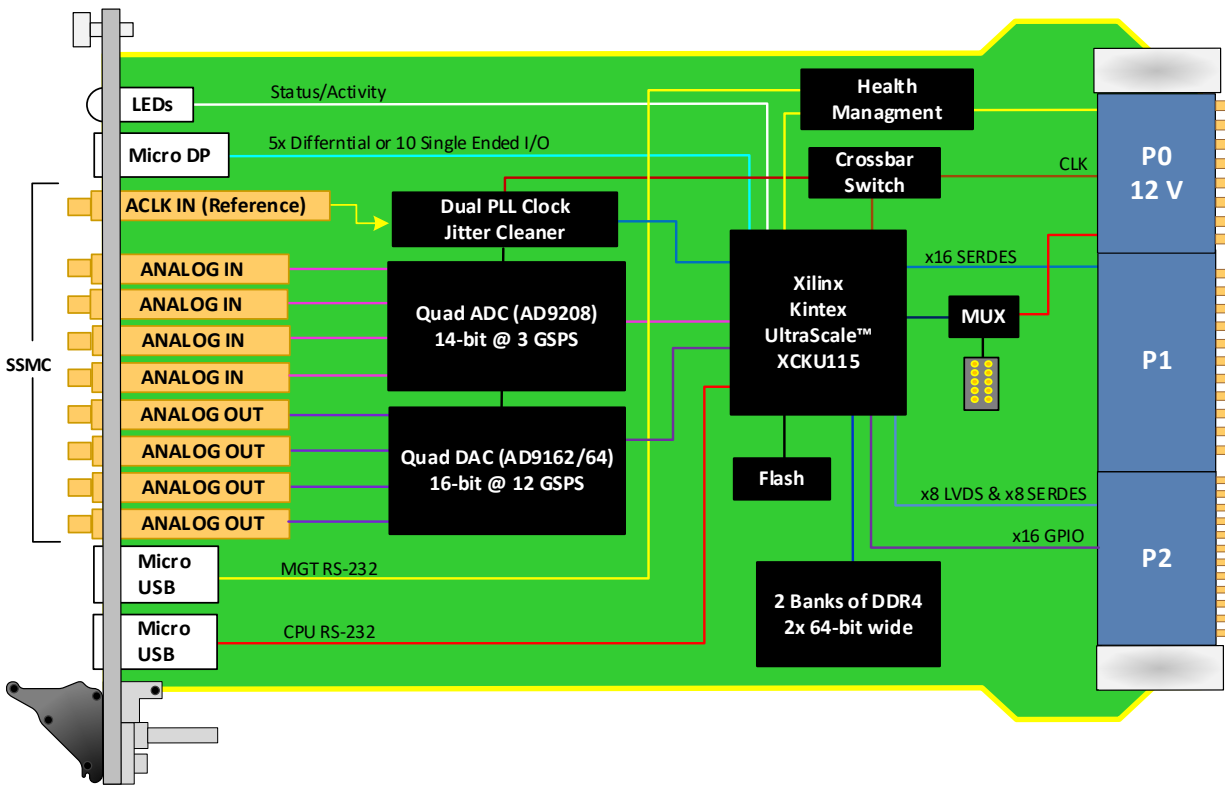 LEDs
Status/Activity
Health
Managment
Micro DP
5x Differntial or 10 Single Ended I/O
Crossbar
Switch
CLK
P0
12 V
ACLK IN (Reference)
Dual PLL Clock
Jitter Cleaner
SSMC
ANALOG IN
ANALOG IN
ANALOG IN
ANALOG IN
ANALOG OUT
ANALOG OUT
ANALOG OUT
ANALOG OUT
Quad ADC (AD9208)
14-bit @ 3 GSPS
Quad DAC (AD9162/64)
16-bit @ 12 GSPS
Xilinx
Kintex
UltraScale™
XCKU115
x16 SERDES
MUX
P1
Flash
x8 LVDS & x8 SERDES
x16 GPIO
P2
Micro
USB
MGT RS-232
Micro
USB
CPU RS-232
2 Banks of DDR4
2x 64-bit wide